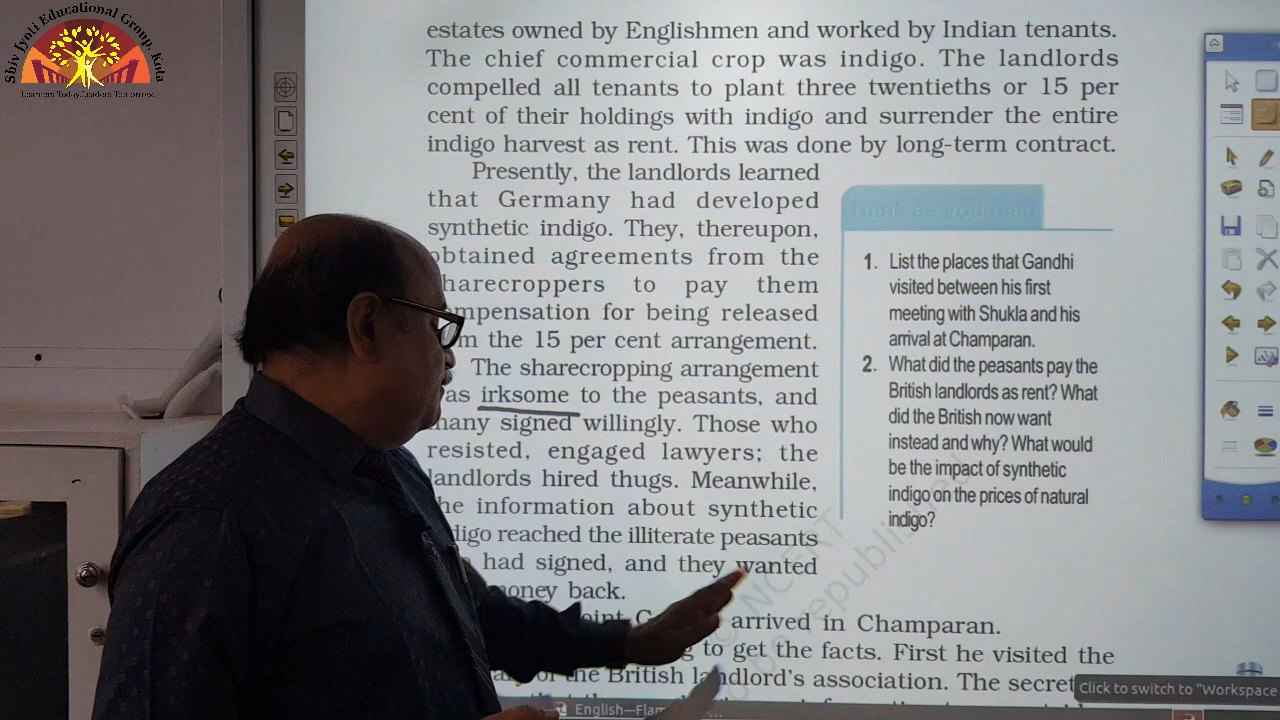 Shiv Jyoti Educational Group, Kota
Learners Today.Leaders Tomorrow.
estates owned by Englishmen and worked by Indian tenants.
The chief commercial crop was indigo. The landlords
compelled all tenants to plant three twentieths or 15 per
cent of their holdings with indigo and surrender the entire
indigo harvest as rent. This was done by long-term contract.
Presently, the landlords learned
that Germany had developed
synthetic indigo. They, thereupon,
obtained agreements from the
harecroppers to pay them
mpensation for being released
m the 15 per cent arrangement.
The sharecropping arrangement
as irksome to the peasants, and
many signed willingly. Those who
resisted, engaged lawyers; the
landlords hired thugs. Meanwhile,
he information about synthetic
digo reached the illiterate peasants
had signed, and they wanted
oney back.
oint G arrived in Champaran.
g to get the facts. First he visited the
of the British landlord's association. The secret
Think as you read
1. List the places that Gandhi
visited between his first
meeting with Shukla and his
arrival at Champaran.
2. What did the peasants pay the
British landlords as rent? What
did the British now want
instead and why? What would
be the impact of synthetic
indigo on the prices of natural
indigo?
© NCERT
o be republished
Click to switch to "Workspace
English—Flam